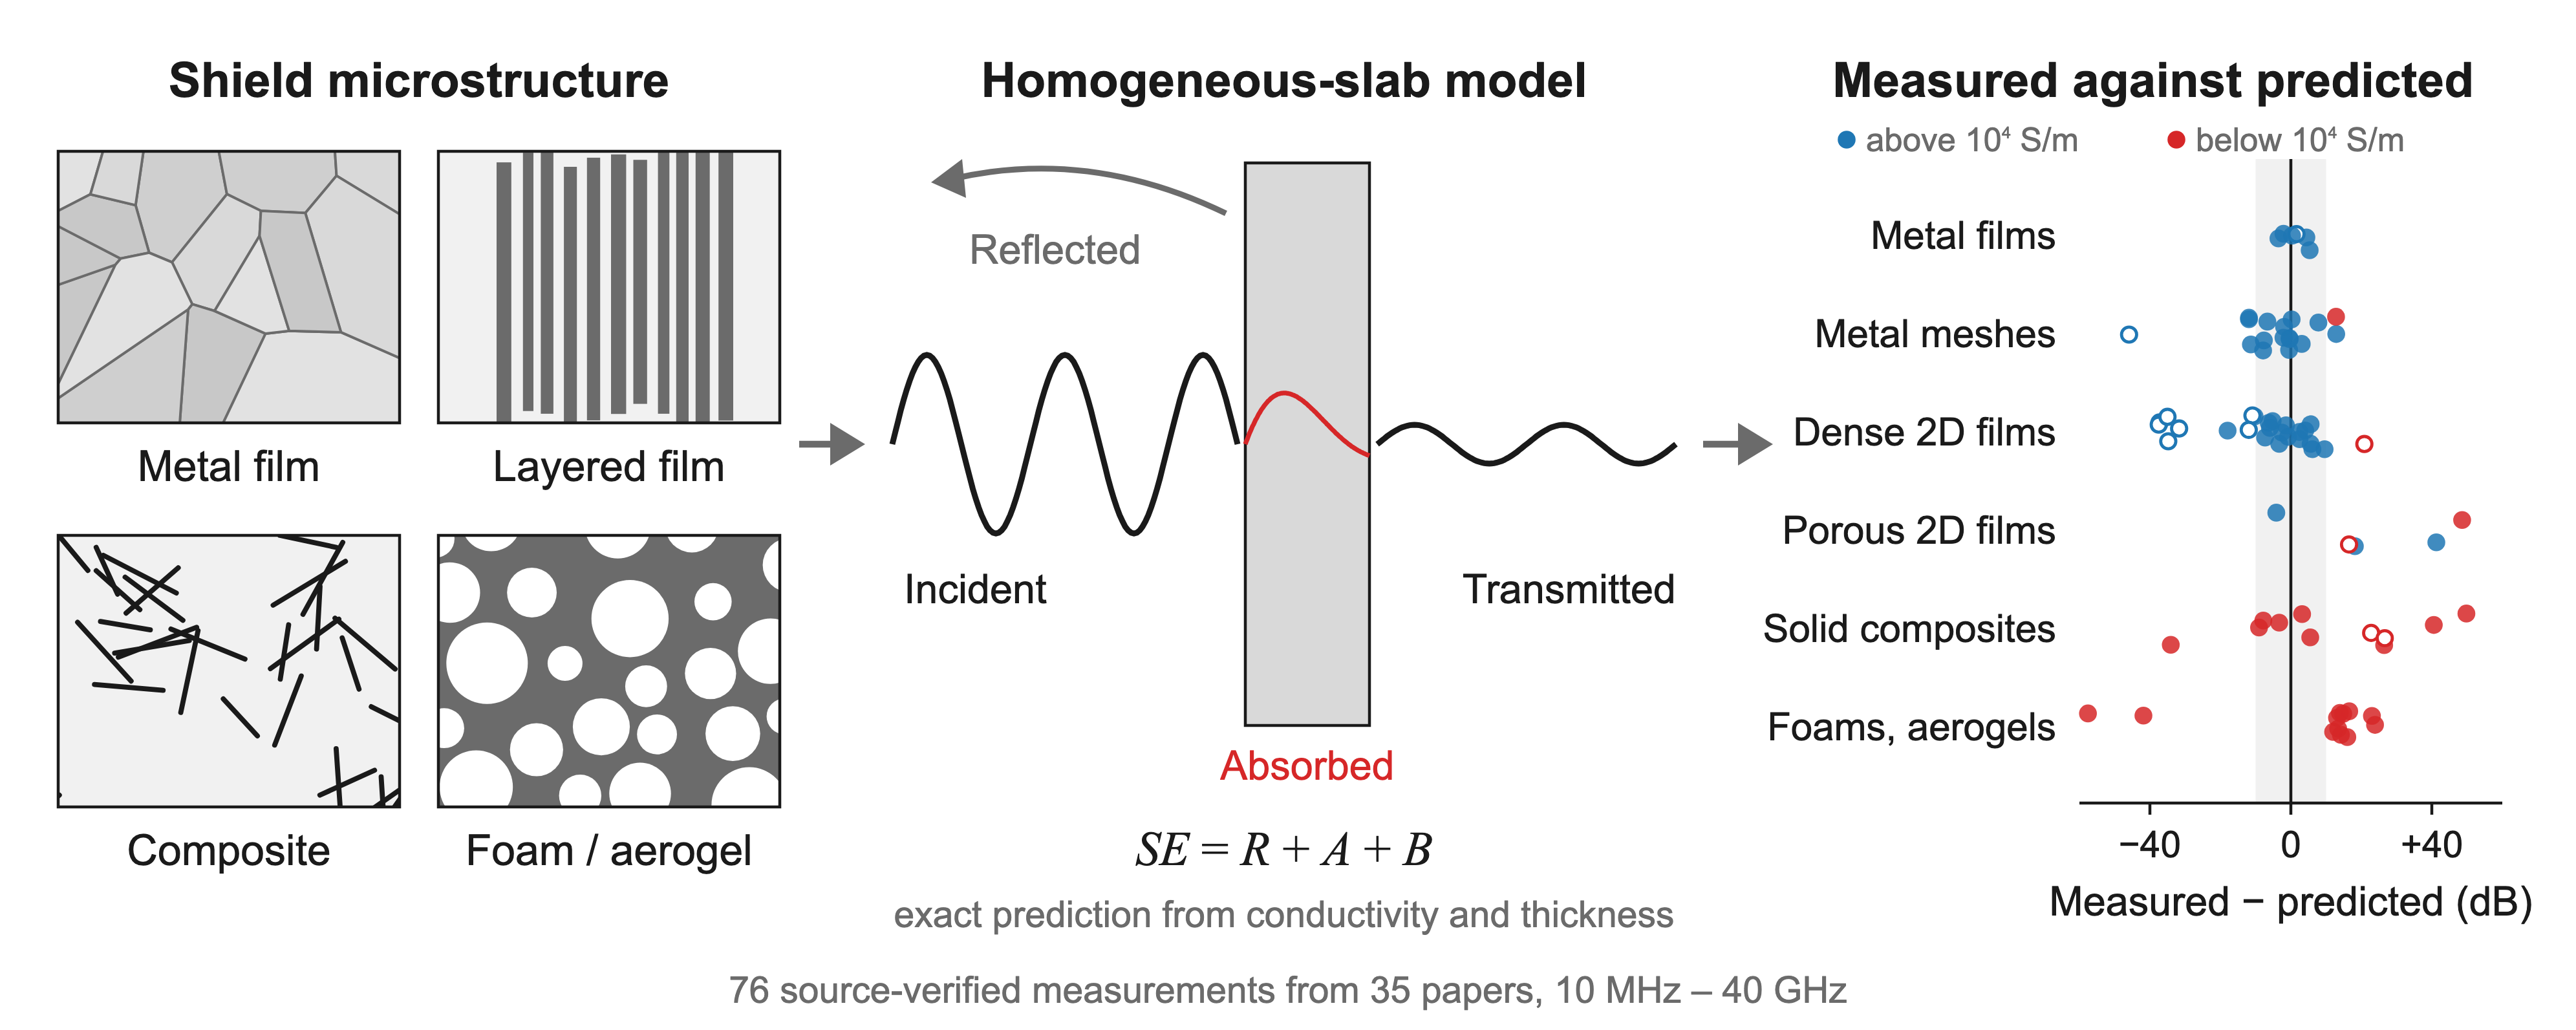 Shield microstructure
Metal film
Layered film
Composite
Foam / aerogel
Homogeneous-slab model
Reflected
Incident
Transmitted
Absorbed
SE = R + A + B
exact prediction from conductivity and thickness
Measured against predicted
above 10⁴ S/m
below 10⁴ S/m
Metal films
Metal meshes
Dense 2D films
Porous 2D films
Solid composites
Foams, aerogels
−40 0 +40
Measured − predicted (dB)
76 source-verified measurements from 35 papers, 10 MHz – 40 GHz